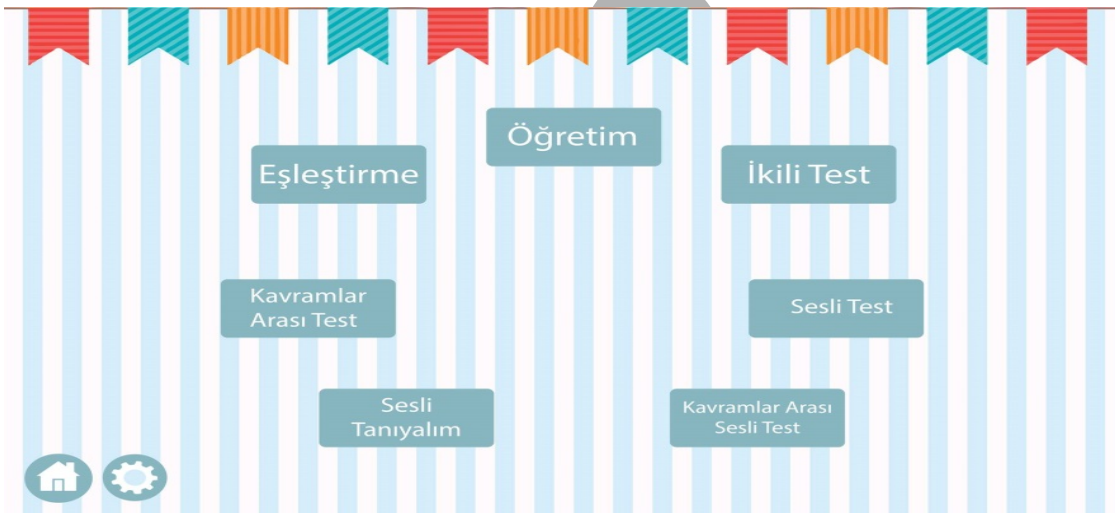 Öğretim
Eşleştirme
İkili Test
Kavramlar
Arası Test
Sesli Test
Sesli
Tanıyalım
Kavramlar Arası
Sesli Test